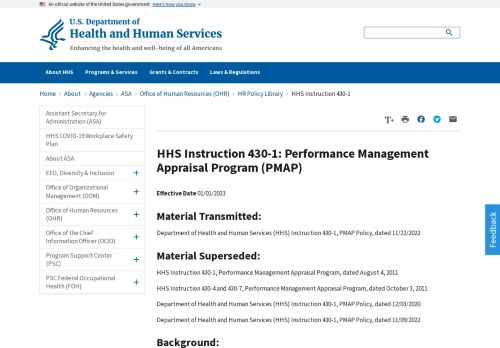 An official website of the United States government Here's how you know
U.S. Department of
Health and Human Services
Enhancing the health and well-being of all Americans
About HHS Programs & Services Grants & Contracts Laws & Regulations
Home > About > Agencies > ASA > Office of Human Resources (OHR) > HR Policy Library > HHS Instruction 430-1
Assistant Secretary for
Administration (ASA)
HHS COVID-19 Workplace Safety
Plan
About ASA
EEO, Diversity & Inclusion +
Office of Organizational
Management (OOM) +
Office of Human Resources
(OHR) +
Office of the Chief
Information Officer (OCIO) +
Program Support Center
(PSC) +
PSC Federal Occupational
Health (FOH) +
T+
HHS Instruction 430-1: Performance Management
Appraisal Program (PMAP)
Effective Date 01/01/2023
Material Transmitted:
Department of Health and Human Services (HHS) Instruction 430-1, PMAP Policy, dated 11/22/2022
Material Superseded:
HHS Instruction 430-1, Performance Management Appraisal Program, dated August 4, 2011
HHS Instruction 430-4 and 430-7, Performance Management Appraisal Program, dated October 3, 2011
Department of Health and Human Services (HHS) Instruction 430-1, PMAP Policy, dated 12/03/2020
Department of Health and Human Services (HHS) Instruction 430-1, PMAP Policy, dated 11/09/2022
Background:
Feedback